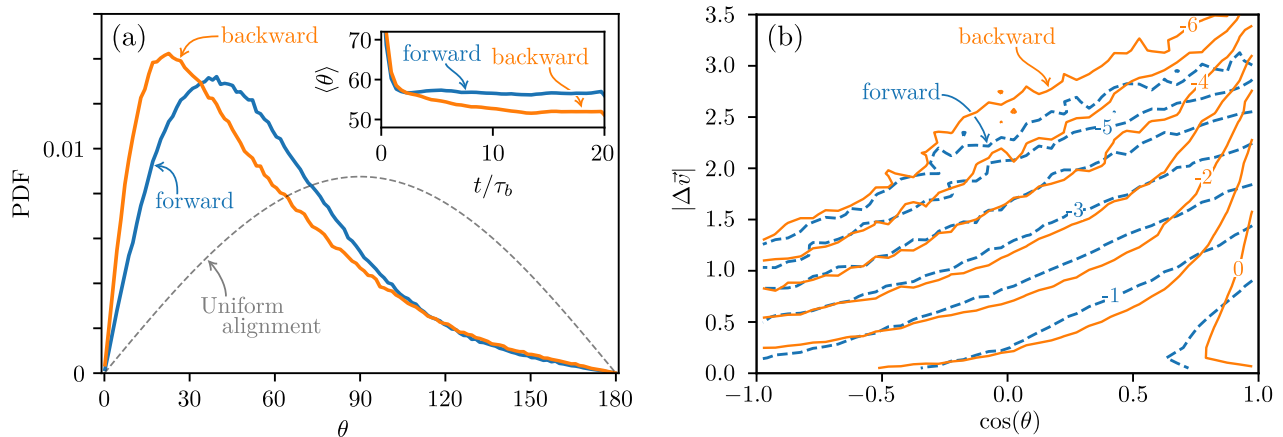 (a)
backward
forward
Uniform
alignment
PDF
0.01
0
0
30
60
90
120
150
180
θ
⟨θ⟩
70
60
50
forward
backward
0
10
20
t/τb
(b)
backward
forward
-6
-4
-5
-2
-3
0
-1
|Δv⃗|
3.5
3.0
2.5
2.0
1.5
1.0
0.5
0.0
−1.0
−0.5
0.0
0.5
1.0
cos(θ)